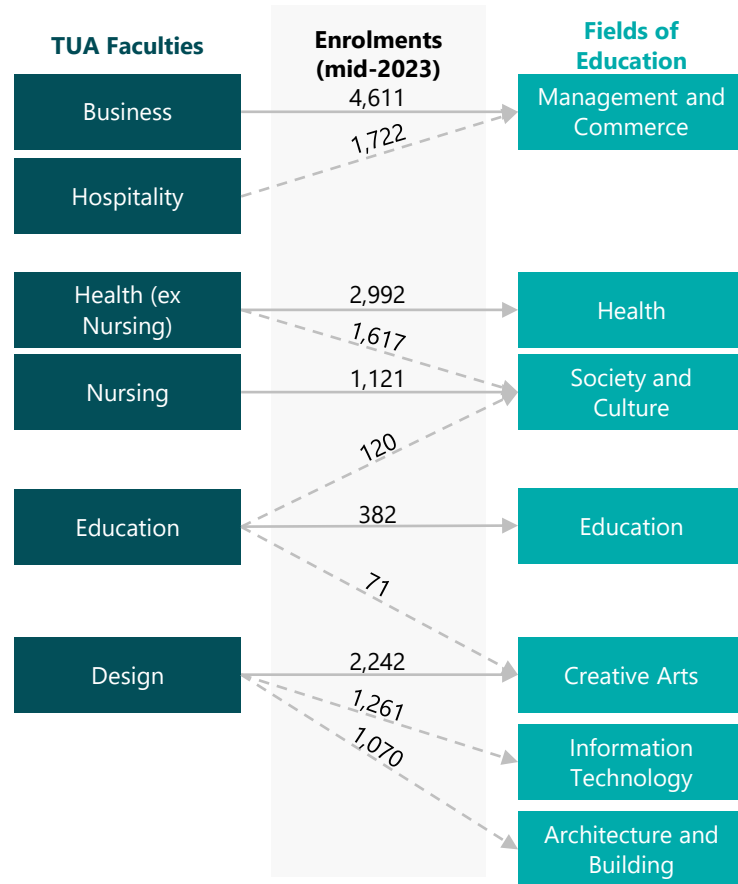 TUA Faculties
Enrolments
(mid-2023)
Fields of
Education
Business
4,611
Management and
Commerce
1,722
Hospitality
Health (ex
Nursing)
2,992
Health
1,617
Nursing
1,121
Society and
Culture
120
Education
382
Education
71
Design
2,242
Creative Arts
1,261
Information
Technology
1,070
Architecture and
Building